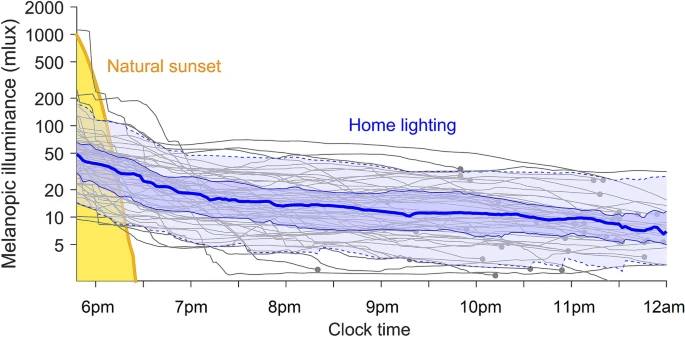 2000
1000
500
200
100
50
20
10
5
Melanopic illuminance (mlux)
Natural sunset
Home lighting
6pm 7pm 8pm 9pm 10pm 11pm 12am
Clock time